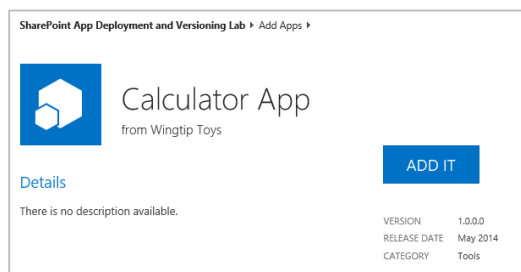 SharePoint App Deployment and Versioning Lab ▸ Add Apps ▸
Calculator App
from Wingtip Toys
ADD IT
Details
There is no description available.
VERSION 1.0.0.0
RELEASE DATE May 2014
CATEGORY Tools